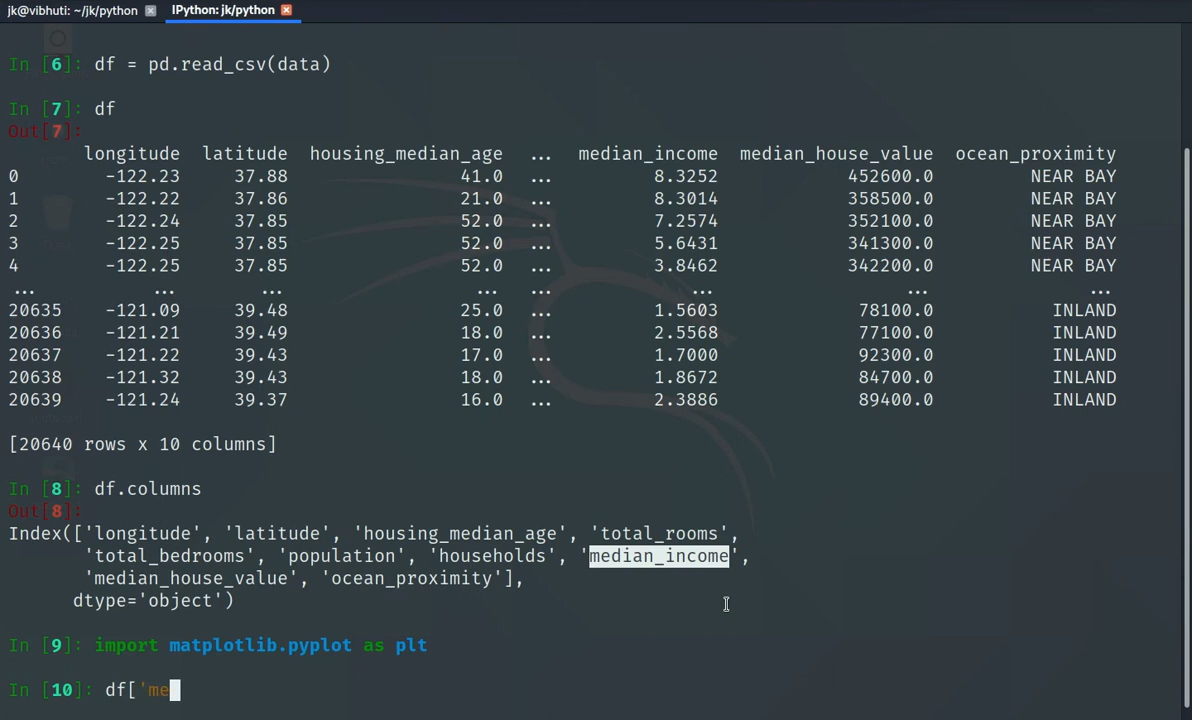 jk@vibhuti: ~/jk/python IPython: jk/python
In [6]: df = pd.read_csv(data)
In [7]: df
Out[7]:
longitude latitude housing_median_age ... median_income median_house_value ocean_proximity
0 -122.23 37.88 41.0 ... 8.3252 452600.0 NEAR BAY
1 -122.22 37.86 21.0 ... 8.3014 358500.0 NEAR BAY
2 -122.24 37.85 52.0 ... 7.2574 352100.0 NEAR BAY
3 -122.25 37.85 52.0 ... 5.6431 341300.0 NEAR BAY
4 -122.25 37.85 52.0 ... 3.8462 342200.0 NEAR BAY
... ... ... ... ... ... ... ...
20635 -121.09 39.48 25.0 ... 1.5603 78100.0 INLAND
20636 -121.21 39.49 18.0 ... 2.5568 77100.0 INLAND
20637 -121.22 39.43 17.0 ... 1.7000 92300.0 INLAND
20638 -121.32 39.43 18.0 ... 1.8672 84700.0 INLAND
20639 -121.24 39.37 16.0 ... 2.3886 89400.0 INLAND
[20640 rows x 10 columns]
In [8]: df.columns
Out[8]:
Index(['longitude', 'latitude', 'housing_median_age', 'total_rooms',
'total_bedrooms', 'population', 'households', 'median_income',
'median_house_value', 'ocean_proximity'],
dtype='object')
In [9]: import matplotlib.pyplot as plt
In [10]: df['me